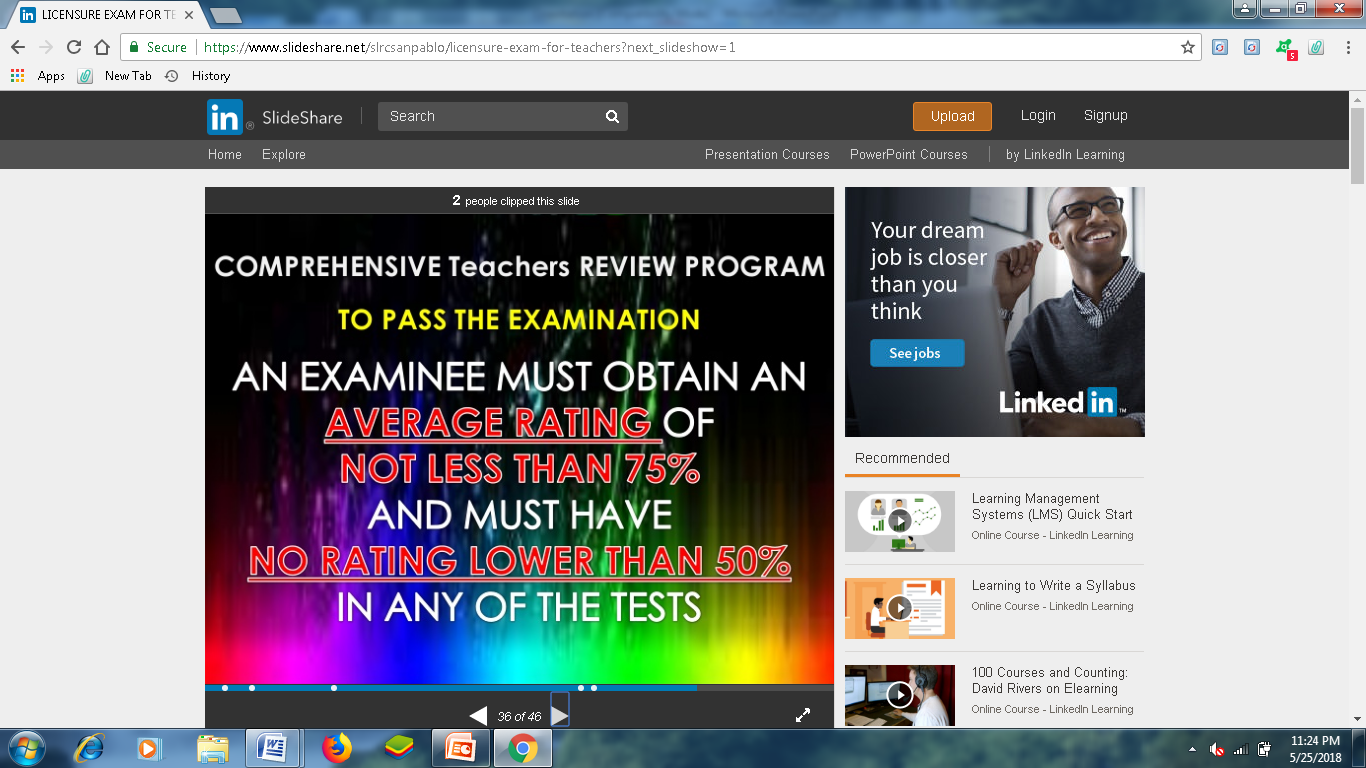 LICENSURE EXAM FOR TE
Secure https://www.slideshare.net/slrcsanpablo/licensure-exam-for-teachers?next_slideshow=1
Apps New Tab History
in ® SlideShare Search Upload Login Signup
Home Explore Presentation Courses PowerPoint Courses by LinkedIn Learning
2 people clipped this slide
COMPREHENSIVE Teachers REVIEW PROGRAM
TO PASS THE EXAMINATION
AN EXAMINEE MUST OBTAIN AN
AVERAGE RATING OF
NOT LESS THAN 75%
AND MUST HAVE
NO RATING LOWER THAN 50%
IN ANY OF THE TESTS
36 of 46
Your dream
job is closer
than you
think
See jobs
Linked in ™
Recommended
Learning Management
Systems (LMS) Quick Start
Online Course - LinkedIn Learning
Learning to Write a Syllabus
Online Course - LinkedIn Learning
100 Courses and Counting:
David Rivers on Elearning
Online Course - LinkedIn Learning
11:24 PM
5/25/2018